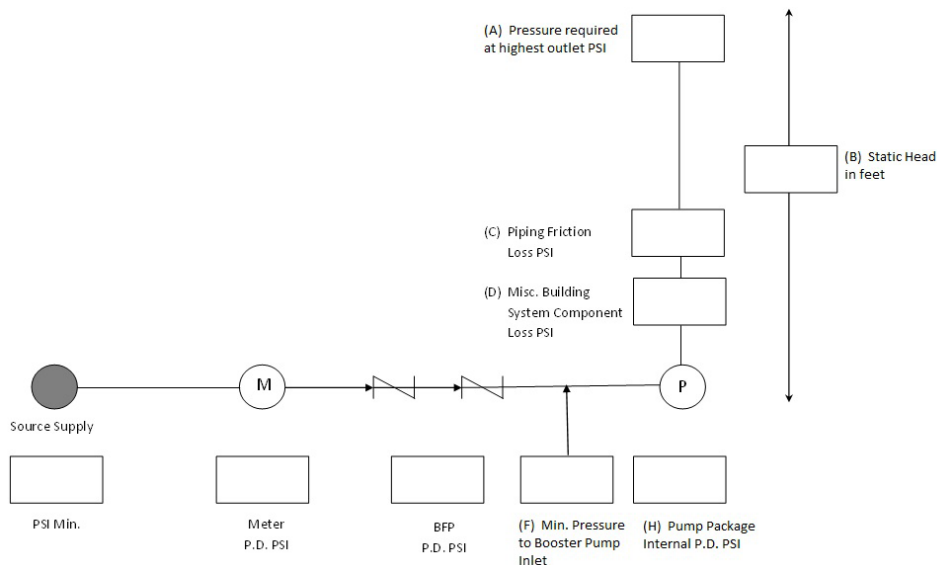 (A) Pressure required
at highest outlet PSI
(B) Static Head
in feet
(C) Piping Friction
Loss PSI
(D) Misc. Building
System Component
Loss PSI
M
P
Source Supply
PSI Min.
Meter
P.D. PSI
BFP
P.D. PSI
(F) Min. Pressure
to Booster Pump
Inlet
(H) Pump Package
Internal P.D. PSI